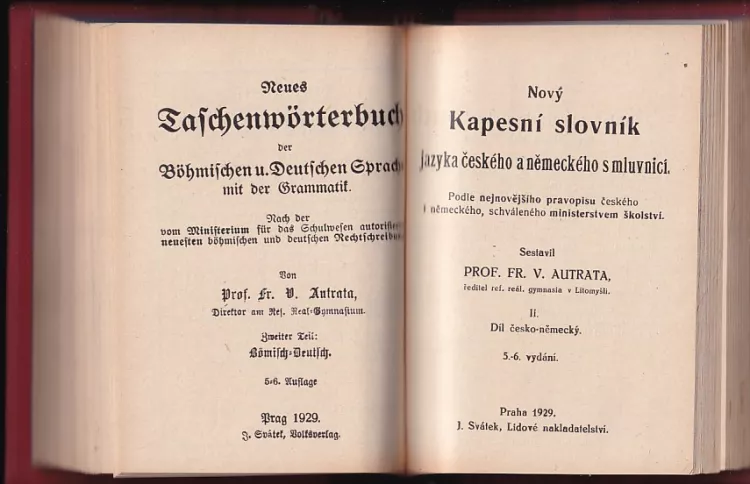 Neues
Taschenwörterbuch
der
Böhmischen u. Deutschen Sprach
mit der Grammatik.
Nach der
vom Ministerium für das Schulwesen autorisier
neuesten böhmischen und deutschen Rechtschreibun
Von
Prof. Fr. V. Autrata,
Direktor am Ref. Real-Gymnasium.
Zweiter Teil:
Bömisch-Deutsch.
5-6. Auflage
Prag 1929.
J. Svátek, Volksverlag.
Nový
Kapesní slovník
Jazyka českého a německého s mluvnicí.
Podle nejnovějšího pravopisu českého
i německého, schváleného ministerstvem školství.
Sestavil
PROF. FR. V. AUTRATA,
ředitel ref. reál. gymnasia v Litomyšli.
II.
Díl česko-německý.
5.-6. vydání.
Praha 1929.
J. Svátek, Lidové nakladatelství.